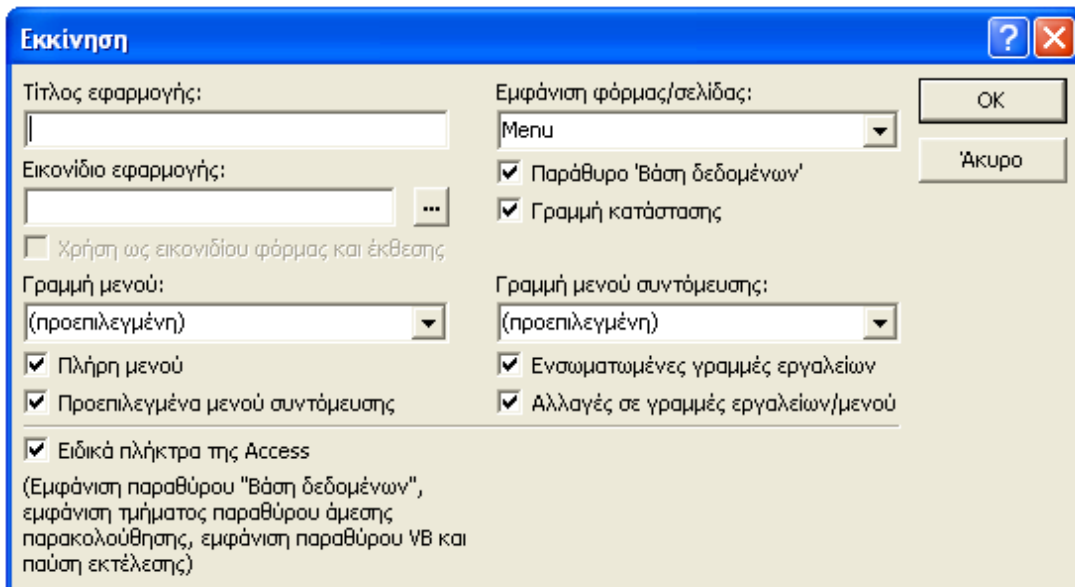 Εκκίνηση
Τίτλος εφαρμογής:
Εμφάνιση φόρμας/σελίδας:
OK
Menu
Άκυρο
Εικονίδιο εφαρμογής:
Παράθυρο 'Βάση δεδομένων'
...
Γραμμή κατάστασης
Χρήση ως εικονιδίου φόρμας και έκθεσης
Γραμμή μενού:
Γραμμή μενού συντόμευσης:
(προεπιλεγμένη)
(προεπιλεγμένη)
Πλήρη μενού
Ενσωματωμένες γραμμές εργαλείων
Προεπιλεγμένα μενού συντόμευσης
Αλλαγές σε γραμμές εργαλείων/μενού
Ειδικά πλήκτρα της Access
(Εμφάνιση παραθύρου "Βάση δεδομένων",
εμφάνιση τμήματος παραθύρου άμεσης
παρακολούθησης, εμφάνιση παραθύρου VB και
παύση εκτέλεσης)